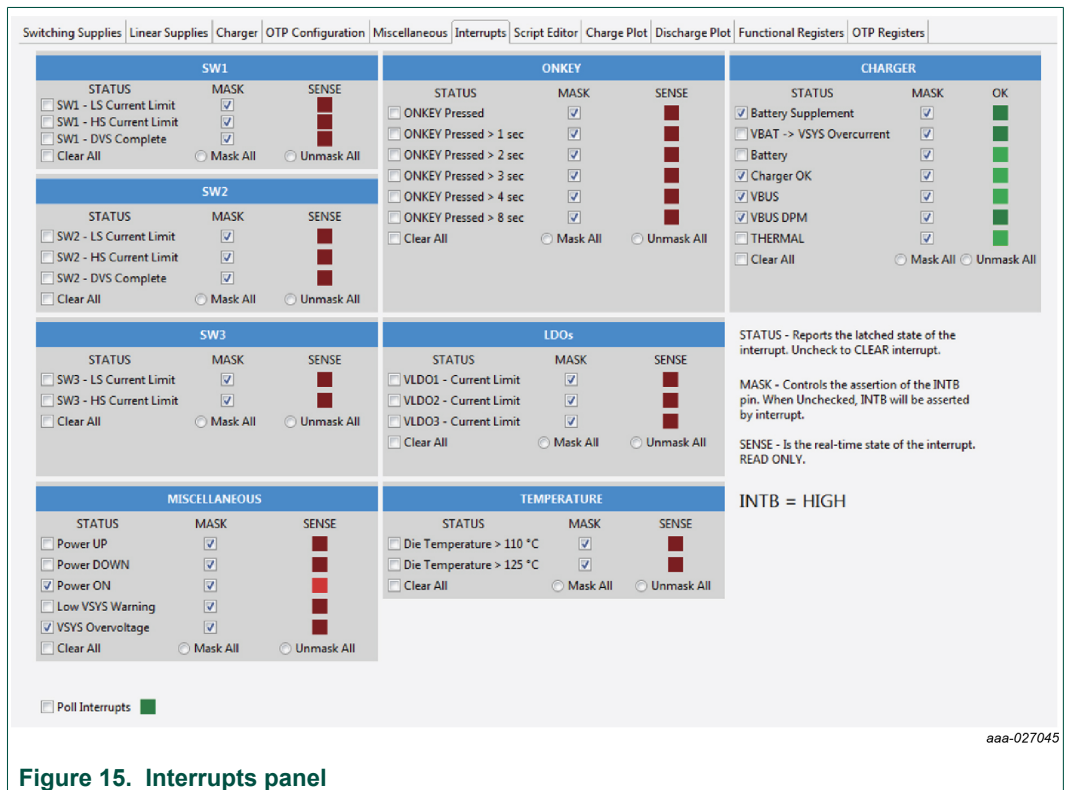 Switching Supplies Linear Supplies Charger OTP Configuration Miscellaneous Interrupts Script Editor Charge Plot Discharge Plot Functional Registers OTP Registers
SW1
STATUS MASK SENSE
SW1 - LS Current Limit
SW1 - HS Current Limit
SW1 - DVS Complete
Clear All Mask All Unmask All
SW2
STATUS MASK SENSE
SW2 - LS Current Limit
SW2 - HS Current Limit
SW2 - DVS Complete
Clear All Mask All Unmask All
SW3
STATUS MASK SENSE
SW3 - LS Current Limit
SW3 - HS Current Limit
Clear All Mask All Unmask All
MISCELLANEOUS
STATUS MASK SENSE
Power UP
Power DOWN
Power ON
Low VSYS Warning
VSYS Overvoltage
Clear All Mask All Unmask All
Poll Interrupts
ONKEY
STATUS MASK SENSE
ONKEY Pressed
ONKEY Pressed > 1 sec
ONKEY Pressed > 2 sec
ONKEY Pressed > 3 sec
ONKEY Pressed > 4 sec
ONKEY Pressed > 8 sec
Clear All Mask All Unmask All
LDOs
STATUS MASK SENSE
VLDO1 - Current Limit
VLDO2 - Current Limit
VLDO3 - Current Limit
Clear All Mask All Unmask All
TEMPERATURE
STATUS MASK SENSE
Die Temperature > 110 °C
Die Temperature > 125 °C
Clear All Mask All Unmask All
CHARGER
STATUS MASK OK
Battery Supplement
VBAT -> VSYS Overcurrent
Battery
Charger OK
VBUS
VBUS DPM
THERMAL
Clear All Mask All Unmask All
STATUS - Reports the latched state of the
interrupt. Uncheck to CLEAR interrupt.
MASK - Controls the assertion of the INTB
pin. When Unchecked, INTB will be asserted
by interrupt.
SENSE - Is the real-time state of the interrupt.
READ ONLY.
INTB = HIGH
aaa-027045
Figure 15. Interrupts panel